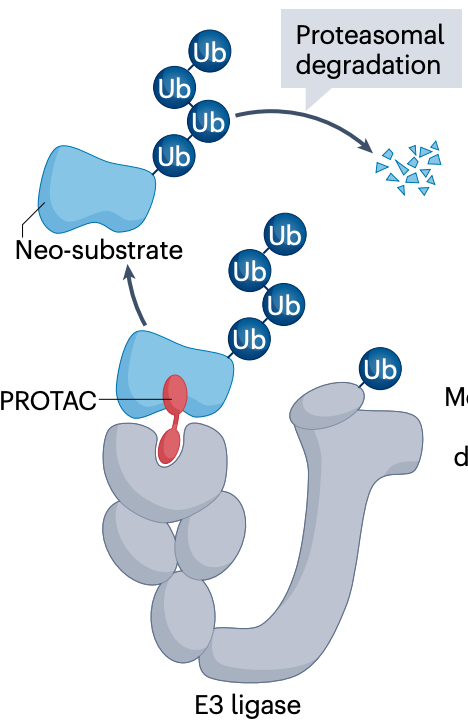 Proteasomal
degradation
Ub
Ub
Ub
Ub
Neo-substrate
Ub
Ub
Ub
Ub
Ub
PROTAC
E3 ligase